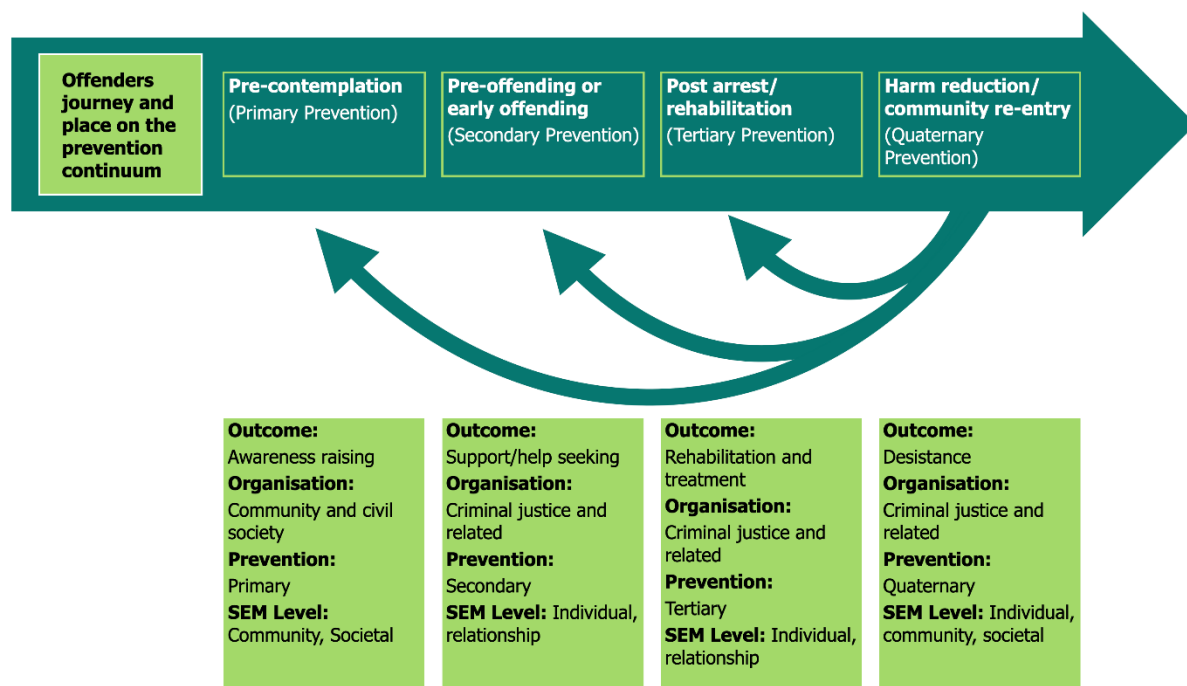 Offenders
journey and
place on the
prevention
continuum
Pre-contemplation
(Primary Prevention)
Pre-offending or
early offending
(Secondary Prevention)
Post arrest/
rehabilitation
(Tertiary Prevention)
Harm reduction/
community re-entry
(Quaternary
Prevention)
Outcome:
Awareness raising
Organisation:
Community and civil
society
Prevention:
Primary
SEM Level:
Community, Societal
Outcome:
Support/help seeking
Organisation:
Criminal justice and
related
Prevention:
Secondary
SEM Level: Individual,
relationship
Outcome:
Rehabilitation and
treatment
Organisation:
Criminal justice and
related
Prevention:
Tertiary
SEM Level: Individual,
relationship
Outcome:
Desistance
Organisation:
Criminal justice and
related
Prevention:
Quaternary
SEM Level: Individual,
community, societal